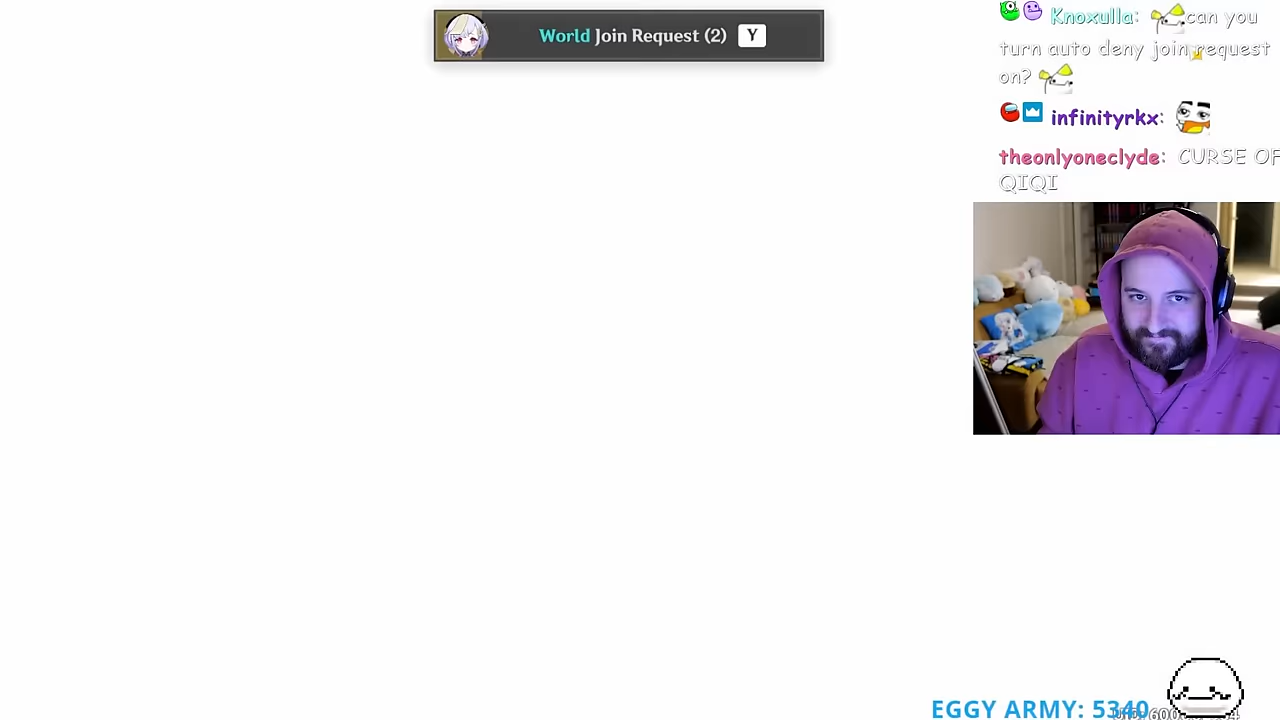 World Join Request (2) Y
Knoxulla: can you
turn auto deny join request
on?
infinityrkx:
theonlyoneclyde: CURSE OF
QIQI
EGGY ARMY: 5340